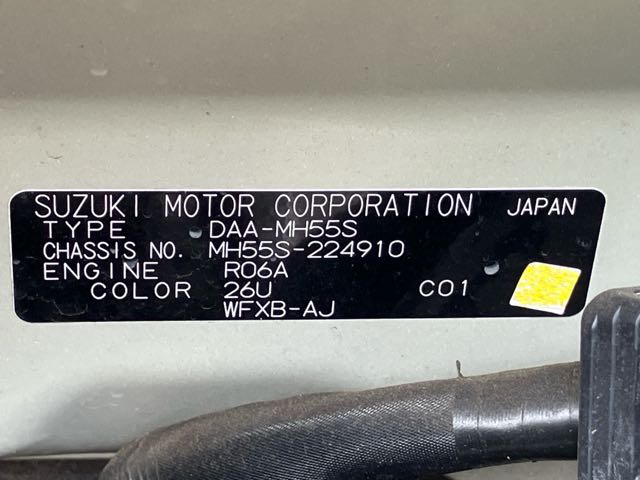 SUZUKI MOTOR CORPORATION JAPAN
TYPE DAA-MH55S
CHASSIS NO. MH55S-224910
ENGINE R06A
COLOR 26U C01
WFXB-AJ